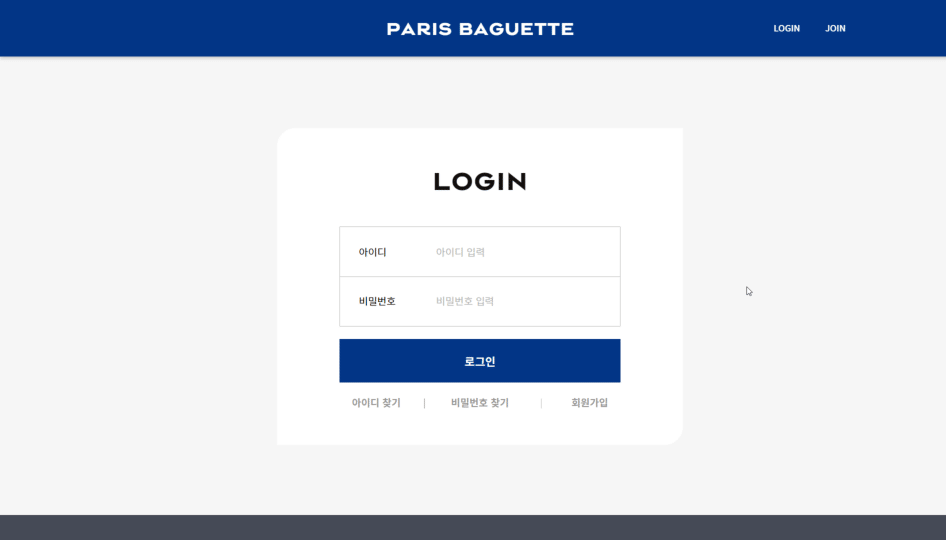 PARIS BAGUETTE LOGIN JOIN
LOGIN
아이디 아이디 입력
비밀번호 비밀번호 입력
로그인
아이디 찾기 | 비밀번호 찾기 | 회원가입